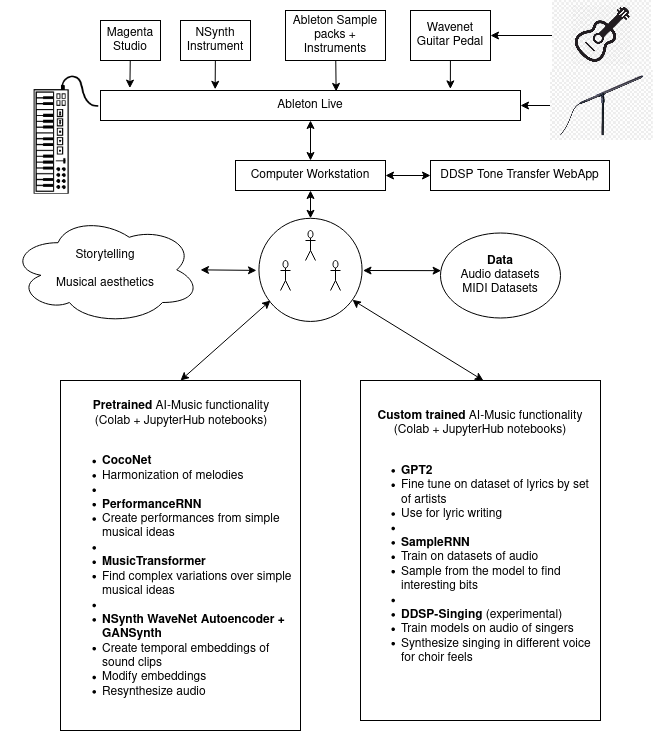 Magenta
Studio
NSynth
Instrument
Ableton Sample
packs +
Instruments
Wavenet
Guitar Pedal
Ableton Live
Computer Workstation
DDSP Tone Transfer WebApp
Storytelling
Musical aesthetics
Data
Audio datasets
MIDI Datasets
Pretrained AI-Music functionality
(Colab + JupyterHub notebooks)
• CocoNet
• Harmonization of melodies
•
• PerformanceRNN
• Create performances from simple
musical ideas
•
• MusicTransformer
• Find complex variations over simple
musical ideas
•
• NSynth WaveNet Autoencoder +
GANSynth
• Create temporal embeddings of
sound clips
• Modify embeddings
• Resynthesize audio
Custom trained AI-Music functionality
(Colab + JupyterHub notebooks)
• GPT2
• Fine tune on dataset of lyrics by set
of artists
• Use for lyric writing
•
• SampleRNN
• Train on datasets of audio
• Sample from the model to find
interesting bits
•
• DDSP-Singing (experimental)
• Train models on audio of singers
• Synthesize singing in different voice
for choir feels